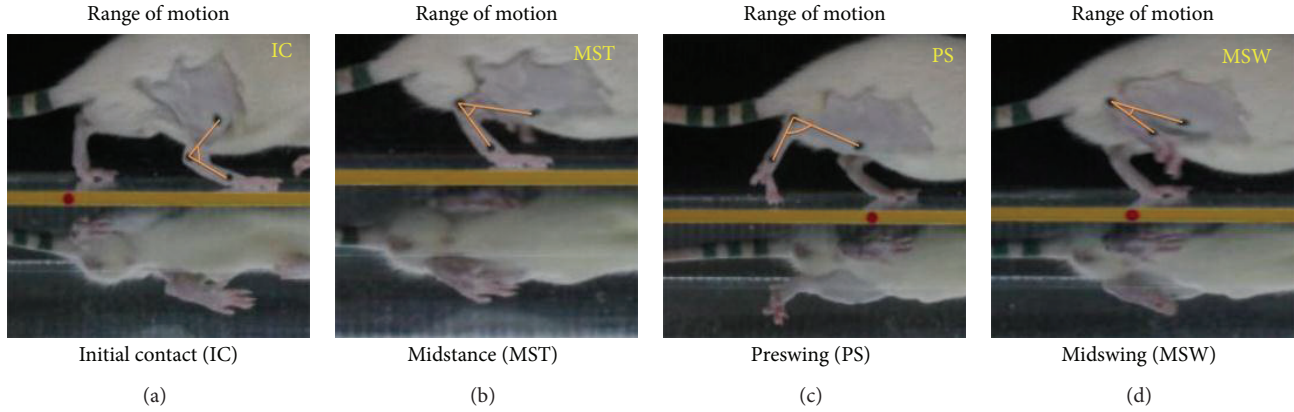 Range of motion
Range of motion
Range of motion
Range of motion
IC
MST
PS
MSW
Initial contact (IC)
Midstance (MST)
Preswing (PS)
Midswing (MSW)
(a)
(b)
(c)
(d)